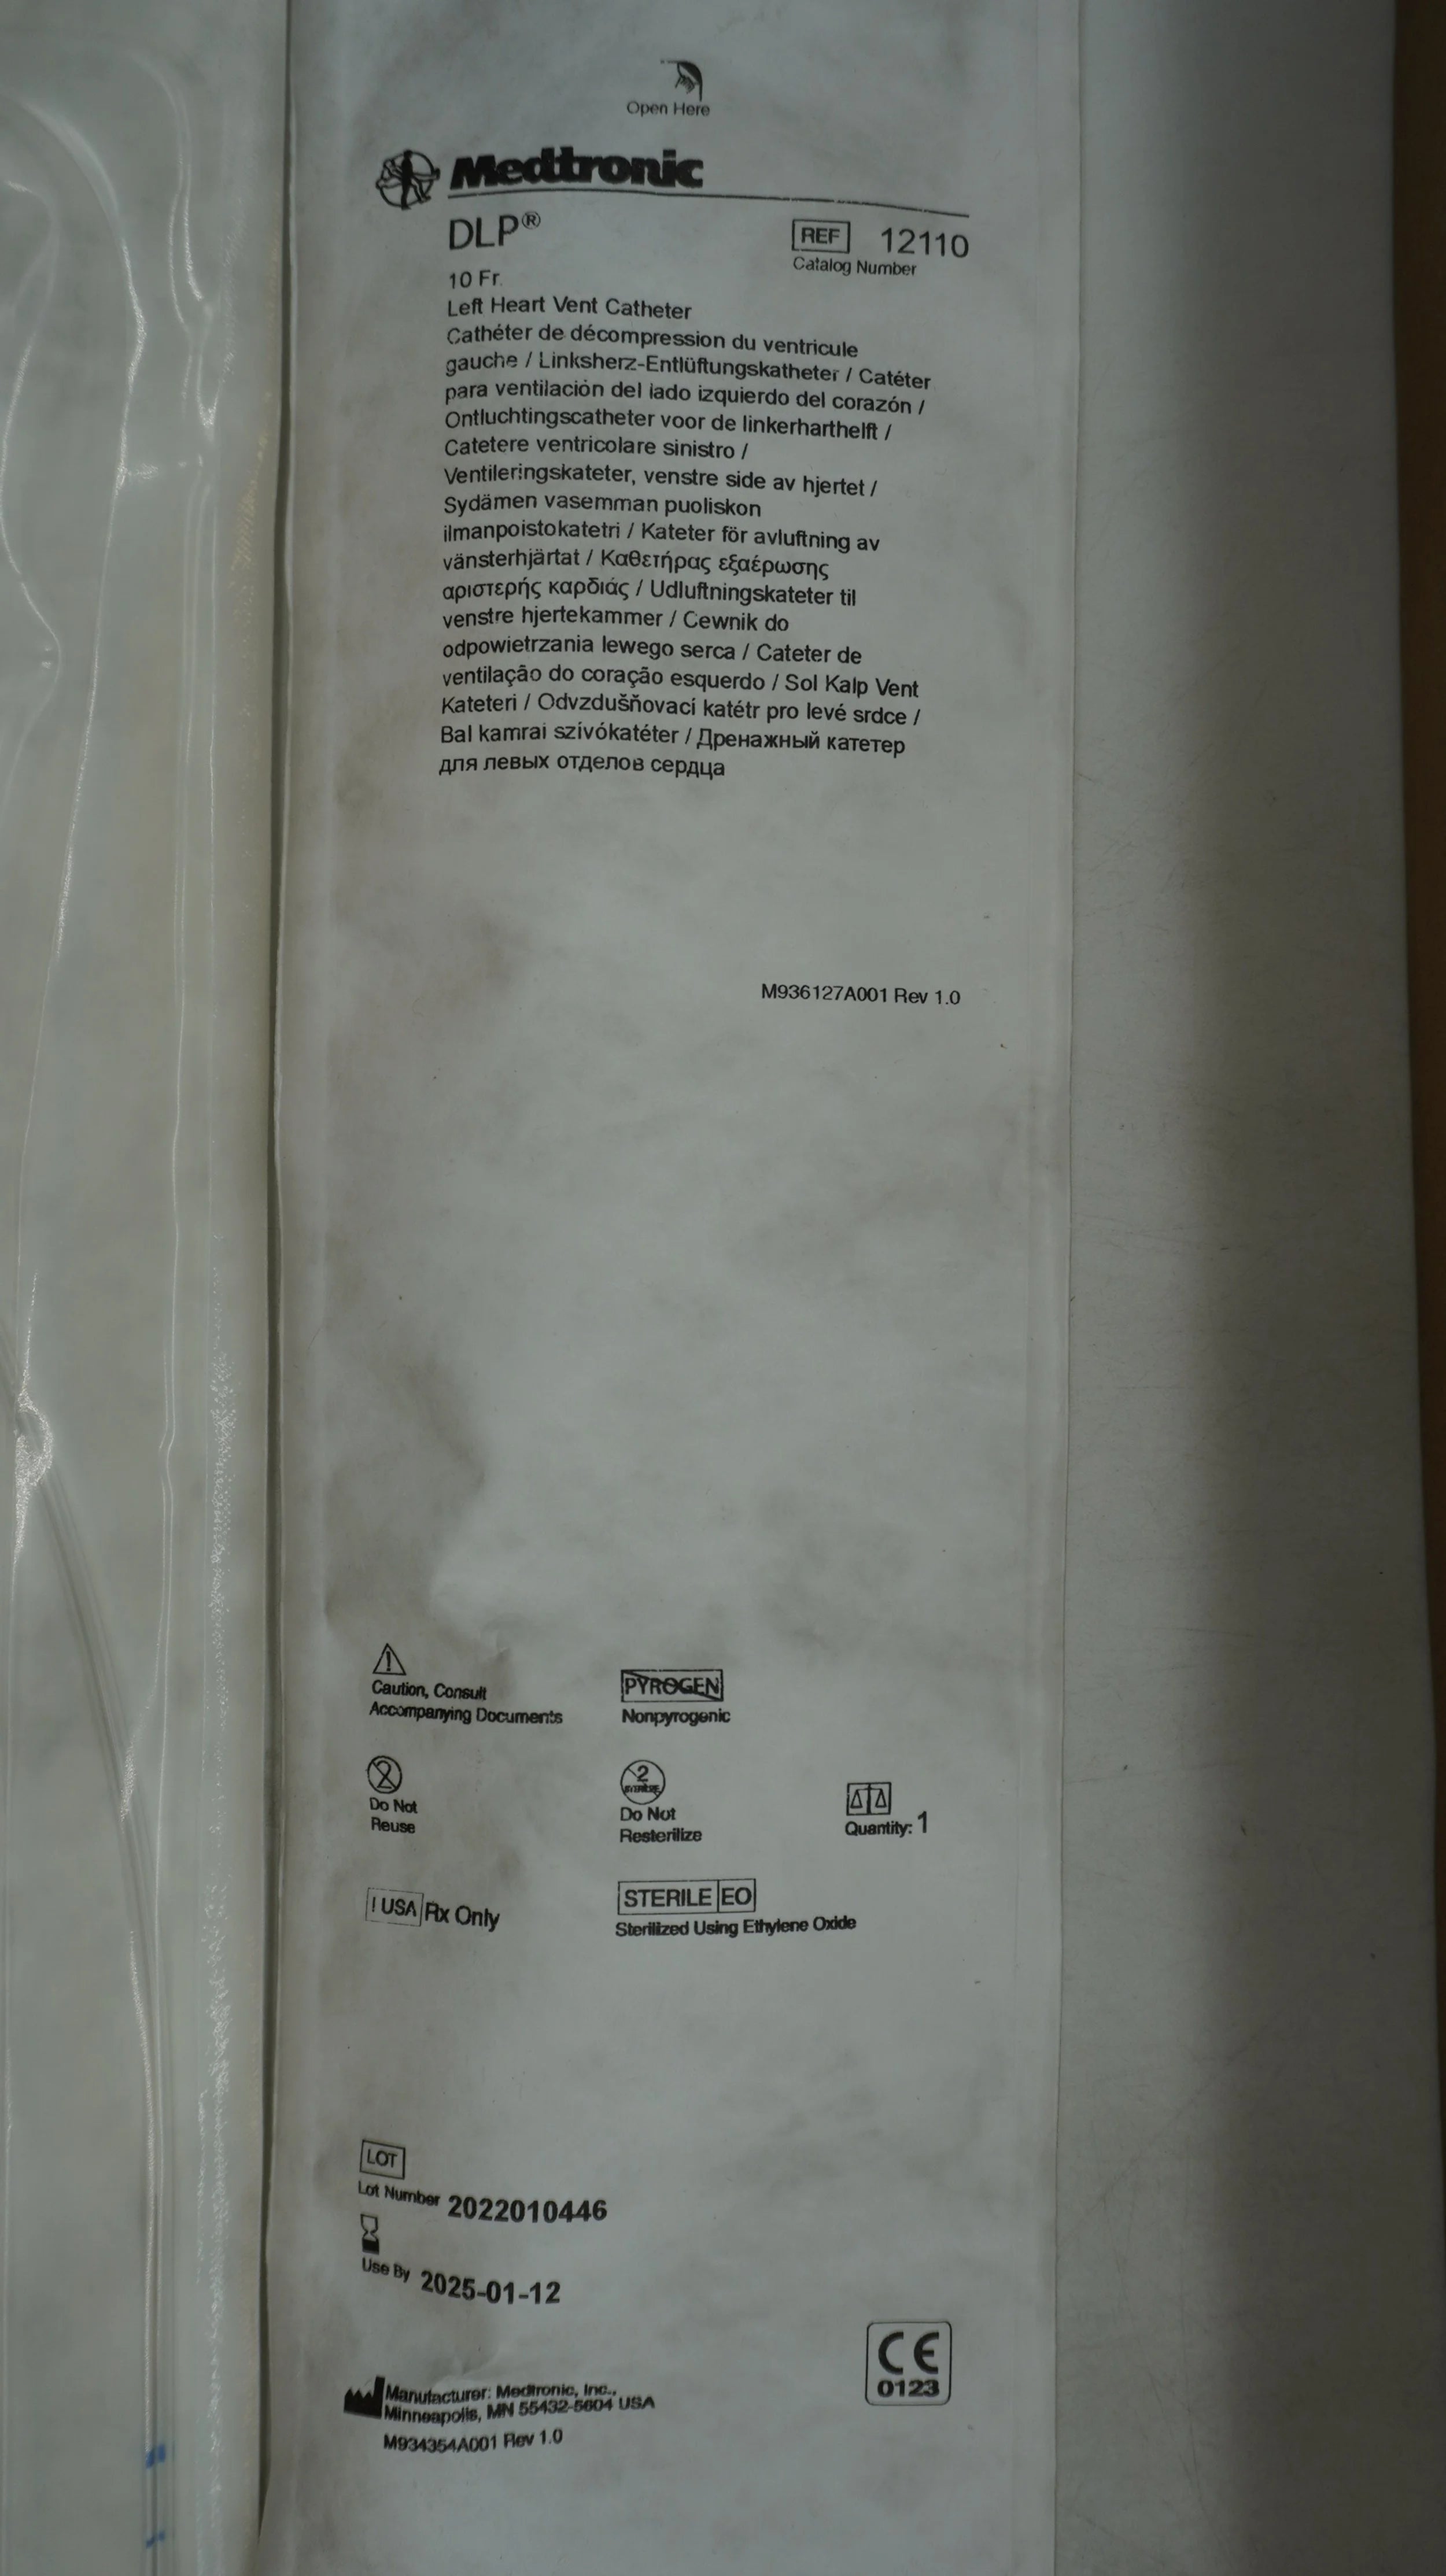 Open Here
Medtronic
DLP®
REF 12110
Catalog Number
10 Fr.
Left Heart Vent Catheter
Cathéter de décompression du ventricule
gauche / Linksherz-Entlüftungskatheter / Catéter
para ventilación del lado izquierdo del corazón /
Ontluchtingscatheter voor de linkerharthelft /
Catetere ventricolare sinistro /
Ventileringskateter, venstre side av hjertet /
Sydämen vasemman puoliskon
ilmanpoistokatetri / Kateter för avluftning av
vänsterhjärtat / Καθετήρας εξαέρωσης
αριστερής καρδιάς / Udluftningskateter til
venstre hjertekammer / Cewnik do
odpowietrzania lewego serca / Cateter de
ventilação do coração esquerdo / Sol Kalp Vent
Kateteri / Odvzdušňovací katétr pro levé srdce /
Bal kamrai szívókatéter / Дренажный катетер
для левых отделов сердца
M936127A001 Rev 1.0
Caution, Consult
Accompanying Documents
PYROGEN
Nonpyrogenic
Do Not
Reuse
2
STERILIZE
Do Not
Resterilize
Quantity: 1
! USA Rx Only
STERILE EO
Sterilized Using Ethylene Oxide
LOT
Lot Number 2022010446
Use By 2025-01-12
CE
0123
Manufacturer: Medtronic, Inc.,
Minneapolis, MN 55432-5604 USA
M934354A001 Rev 1.0